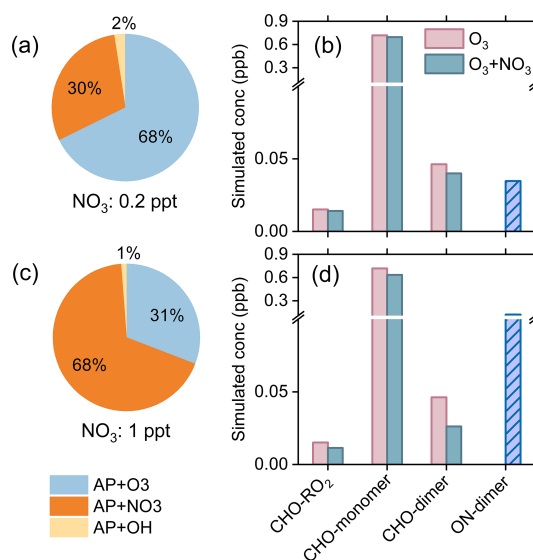 (a)
2%
30%
68%
NO₃: 0.2 ppt
(b)
O₃
O₃+NO₃
Simulated conc (ppb)
0.9
0.6
0.3
0.05
0.00
(c)
1%
31%
68%
NO₃: 1 ppt
(d)
Simulated conc (ppb)
0.9
0.6
0.3
0.05
0.00
CHO-RO₂
CHO-monomer
CHO-dimer
ON-dimer
AP+O3
AP+NO3
AP+OH